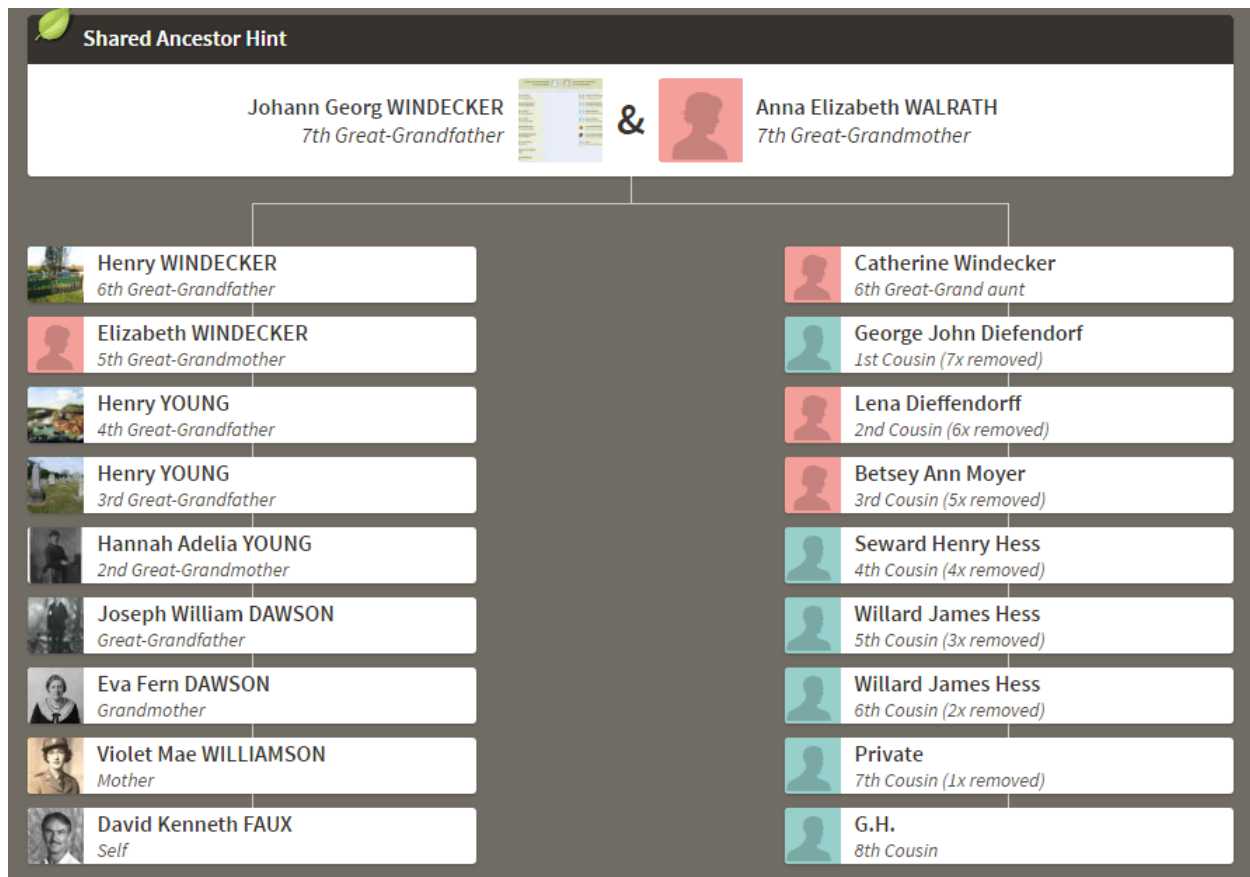 Shared Ancestor Hint
Johann Georg WINDECKER
7th Great-Grandfather
&
Anna Elizabeth WALRATH
7th Great-Grandmother
Henry WINDECKER
6th Great-Grandfather
Elizabeth WINDECKER
5th Great-Grandmother
Henry YOUNG
4th Great-Grandfather
Henry YOUNG
3rd Great-Grandfather
Hannah Adelia YOUNG
2nd Great-Grandmother
Joseph William DAWSON
Great-Grandfather
Eva Fern DAWSON
Grandmother
Violet Mae WILLIAMSON
Mother
David Kenneth FAUX
Self
Catherine Windecker
6th Great-Grand aunt
George John Diefendorf
1st Cousin (7x removed)
Lena Dieffendorff
2nd Cousin (6x removed)
Betsey Ann Moyer
3rd Cousin (5x removed)
Seward Henry Hess
4th Cousin (4x removed)
Willard James Hess
5th Cousin (3x removed)
Willard James Hess
6th Cousin (2x removed)
Private
7th Cousin (1x removed)
G.H.
8th Cousin